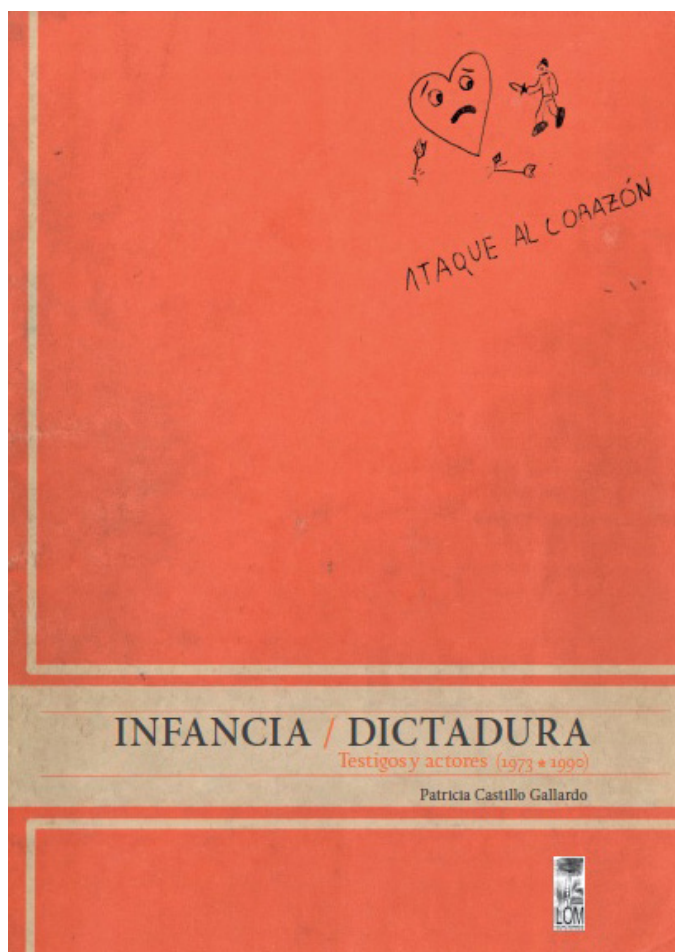 ATAQUE AL CORAZÓN
INFANCIA / DICTADURA
Testigos y actores (1973 * 1990)
Patricia Castillo Gallardo
LOM